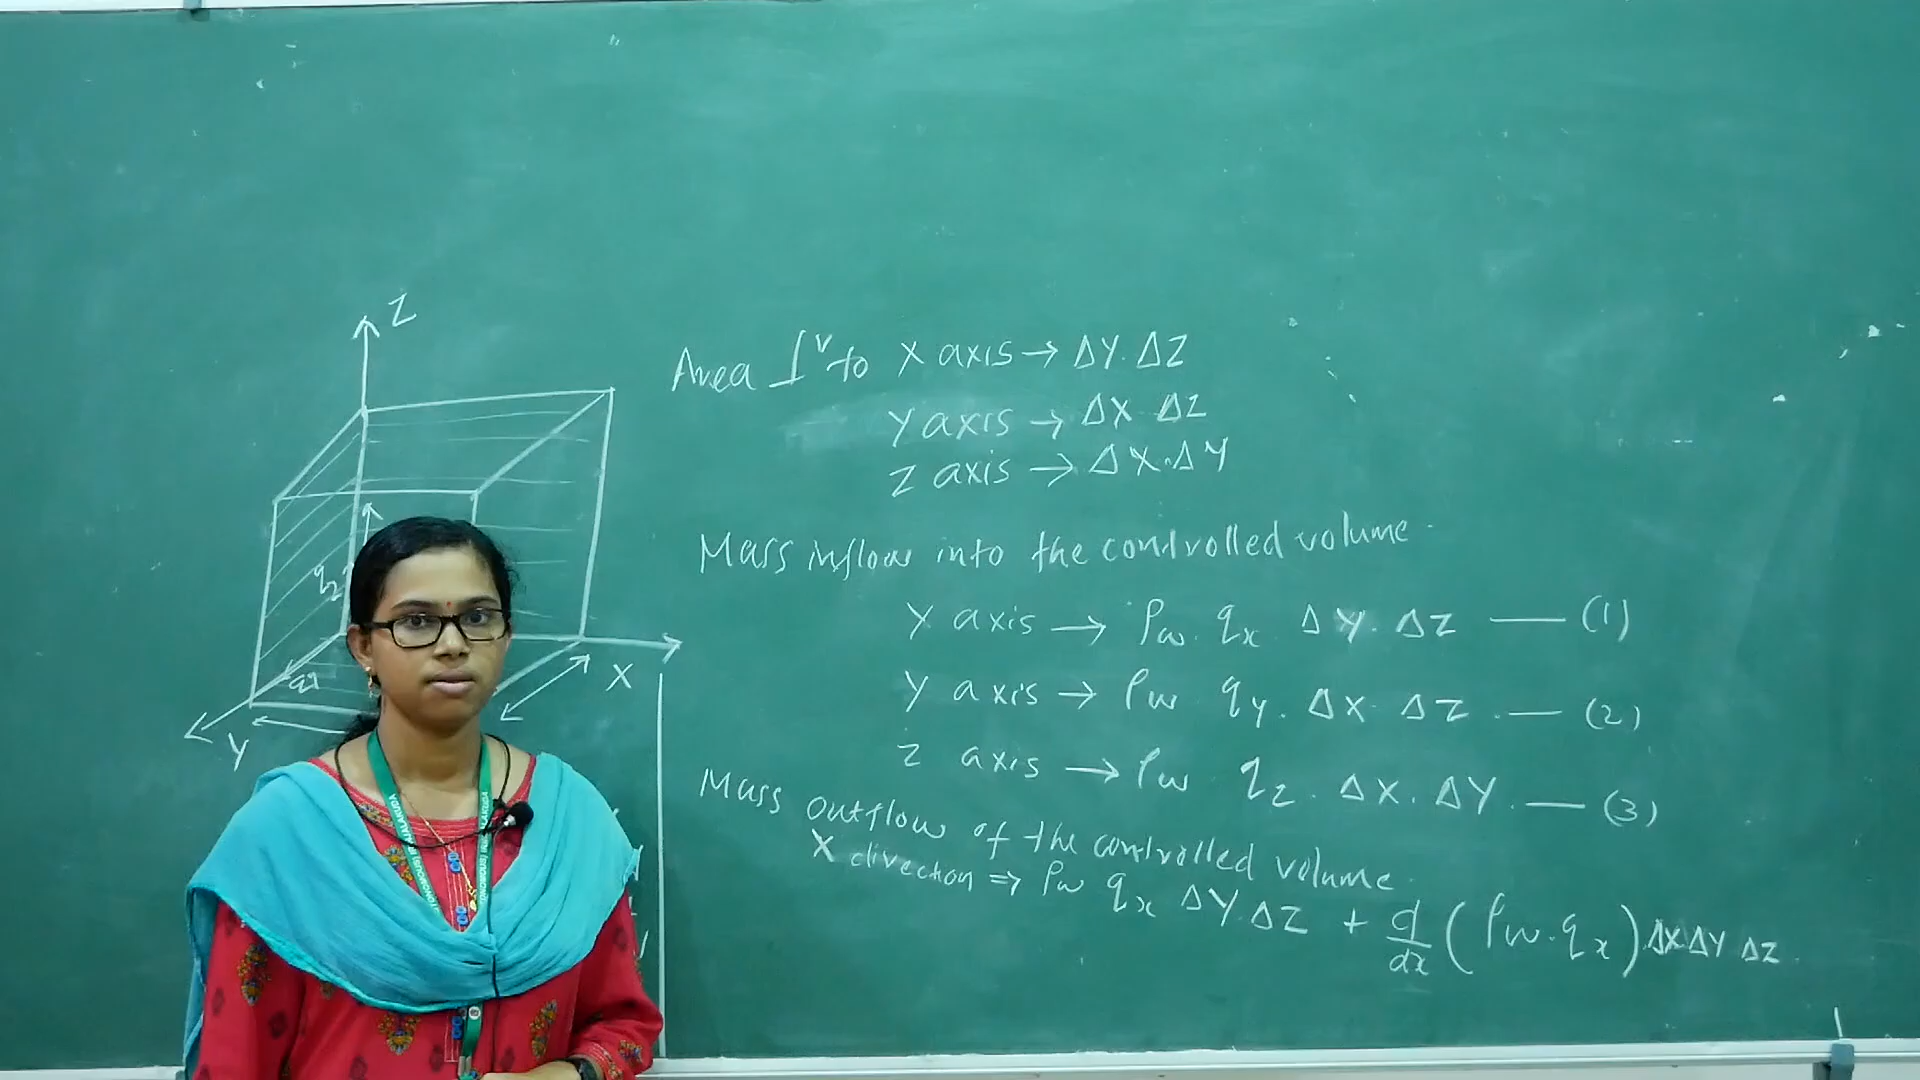 Z
X
Y
qz
Area ⊥r to X axis → ΔY. ΔZ
Y axis → ΔX ΔZ
Z axis → ΔX.ΔY
Mass inflow into the controlled volume
Y axis → ρw. qx ΔY. ΔZ — (1)
Y axis → ρw qy. ΔX. ΔZ. — (2)
Z axis → ρw qz. ΔX. ΔY. — (3)
Mass outflow of the controlled volume.
X direction ⇒ ρw qx ΔY.ΔZ + d/dx (ρw.qx) ΔX.ΔY ΔZ.